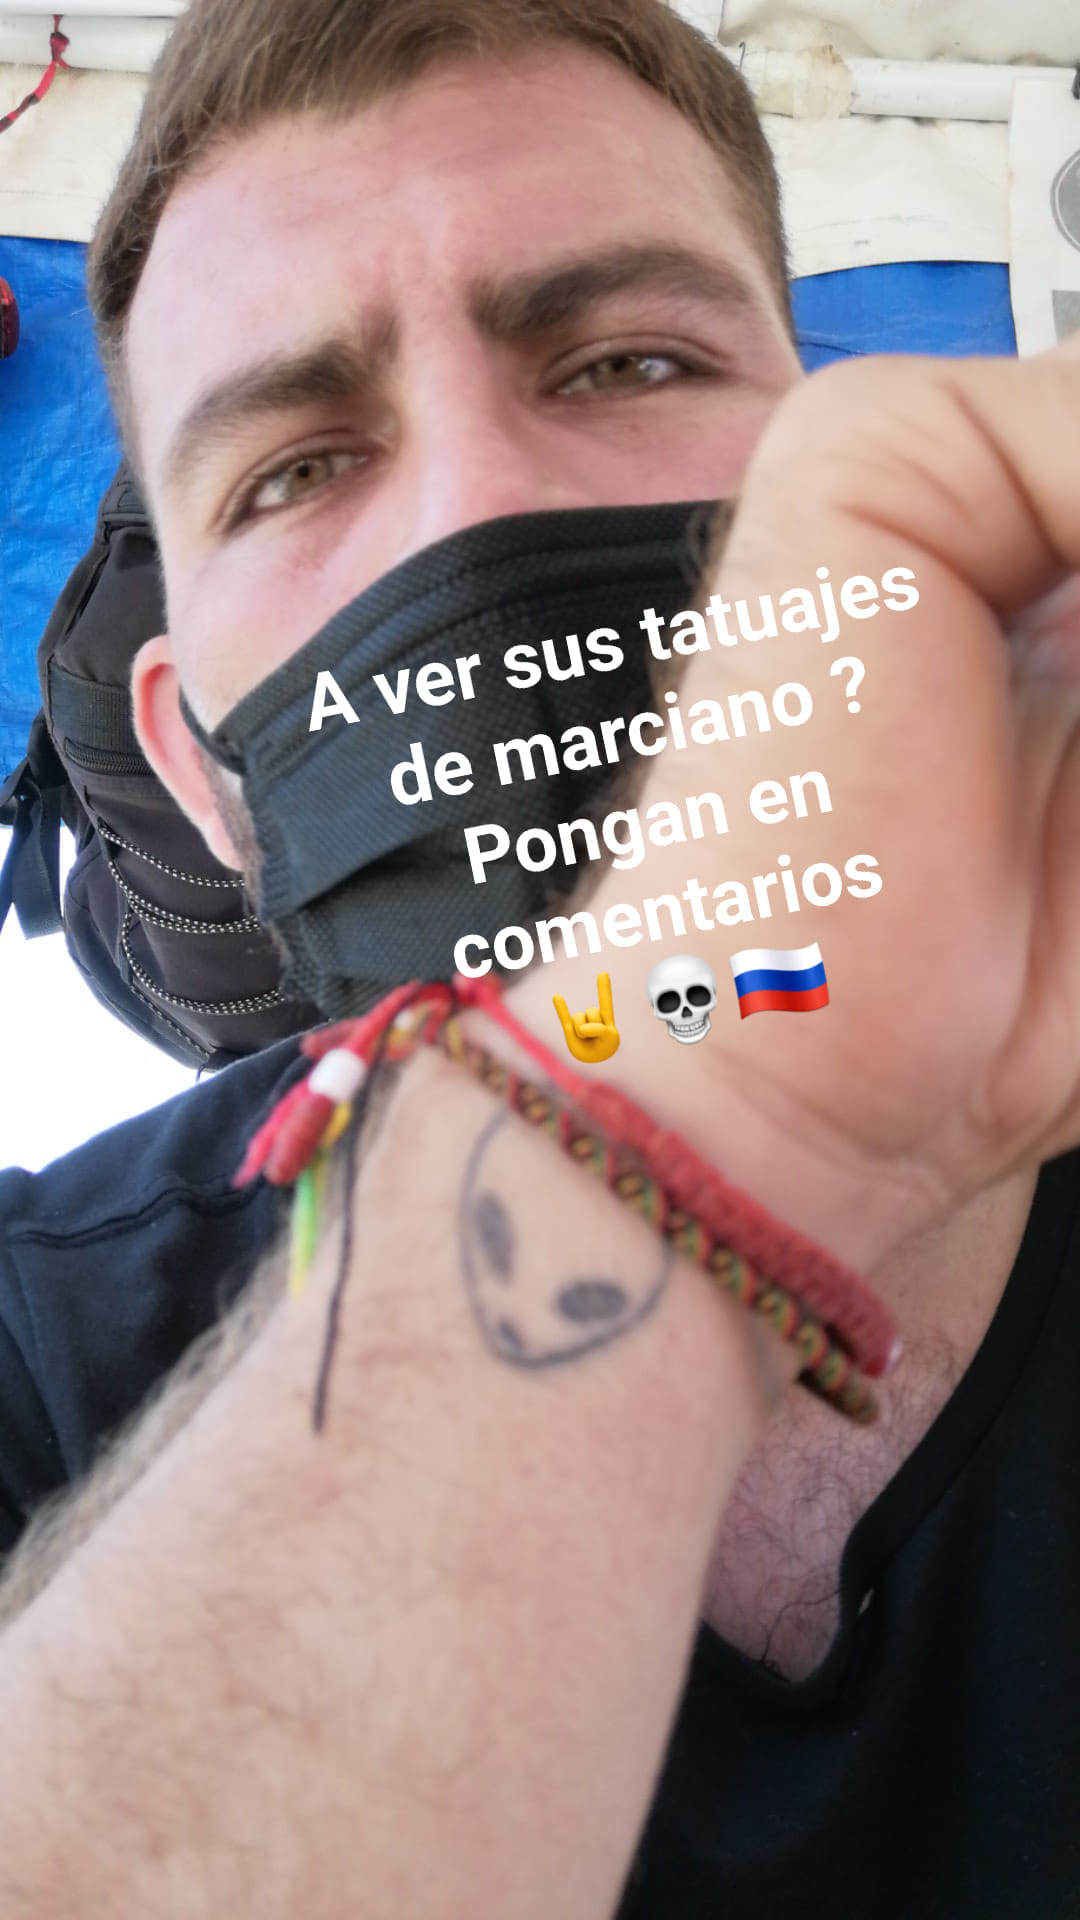 A ver sus tatuajes
de marciano ?
Pongan en
comentarios
🤘💀🇷🇺